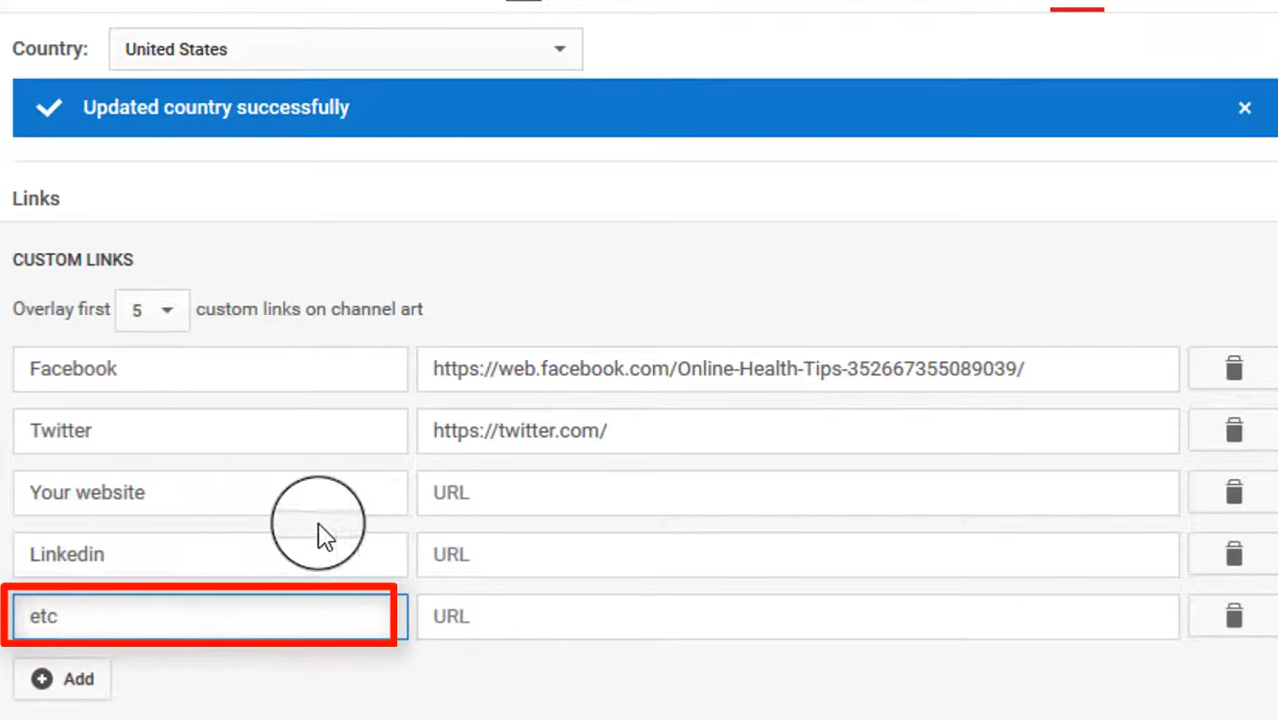 Country: United States
Updated country successfully
Links
CUSTOM LINKS
Overlay first 5 custom links on channel art
Facebook https://web.facebook.com/Online-Health-Tips-352667355089039/
Twitter https://twitter.com/
Your website URL
Linkedin URL
etc URL
Add